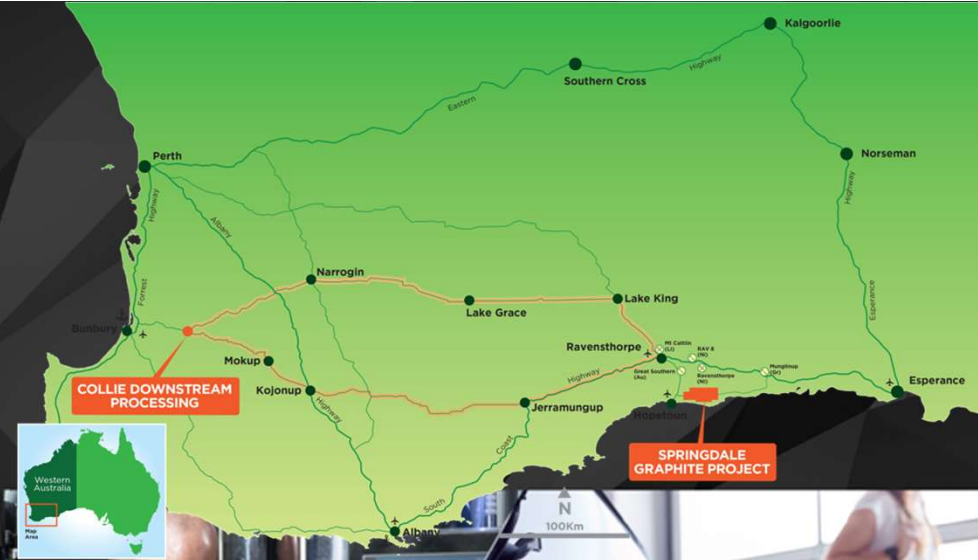 Kalgoorlie
Highway
Southern Cross
Eastern
Perth
Norseman
Highway
Highway
Albany
Narrogin
Forrest
Esperance
Lake King
Lake Grace
Bunbury
Ravensthorpe
Mt Cattlin
(Li)
RAV 8
(Ni)
Mokup
Great Southern
(Au)
Ravensthorpe
(Ni)
Munglinup
(Gr)
Highway
Esperance
COLLIE DOWNSTREAM
PROCESSING
Kojonup
Highway
Jerramungup
Hopetoun
Coast
SPRINGDALE
GRAPHITE PROJECT
Western
Australia
South
N
100Km
Albany
Map
Area